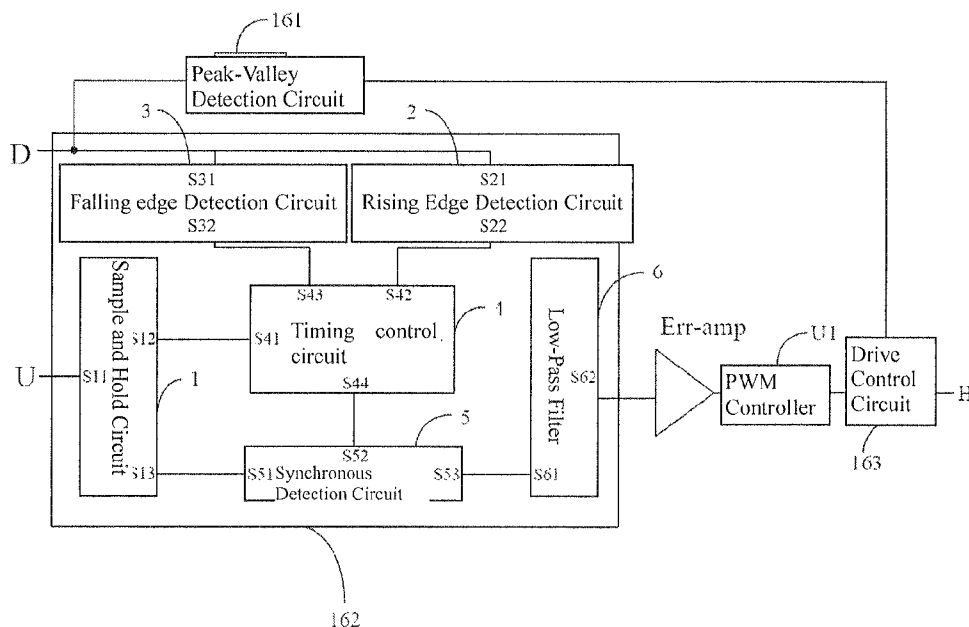 161
Peak-Valley
Detection Circuit
3
2
D
S31
Falling edge Detection Circuit
S32
S21
Rising Edge Detection Circuit
S22
Sample and Hold Circuit
S11
S12
S13
U
1
S43
S42
S41
Timing control
circuit
S44
4
5
S52
S51
Synchronous
Detection Circuit
S53
6
Low-Pass Filter
S62
S61
Err-amp
U1
PWM
Controller
Drive
Control
Circuit
H
163
162